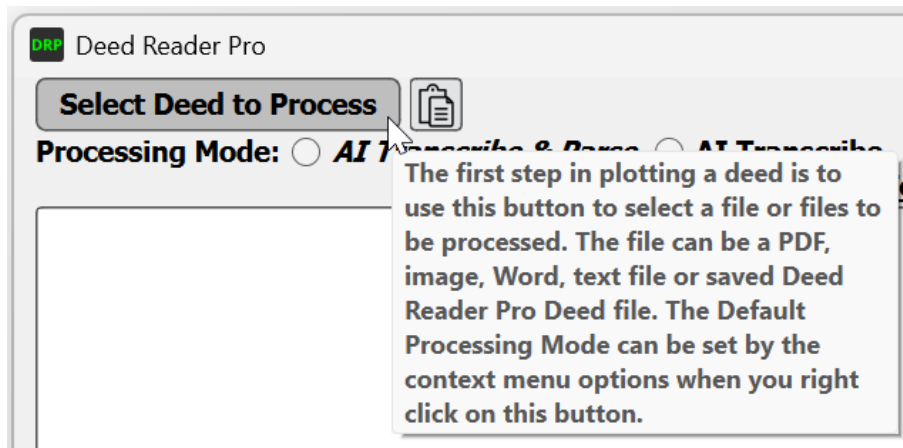 DRP Deed Reader Pro
Select Deed to Process
Processing Mode: AI & AI
The first step in plotting a deed is to
use this button to select a file or files to
be processed. The file can be a PDF,
image, Word, text file or saved Deed
Reader Pro Deed file. The Default
Processing Mode can be set by the
context menu options when you right
click on this button.